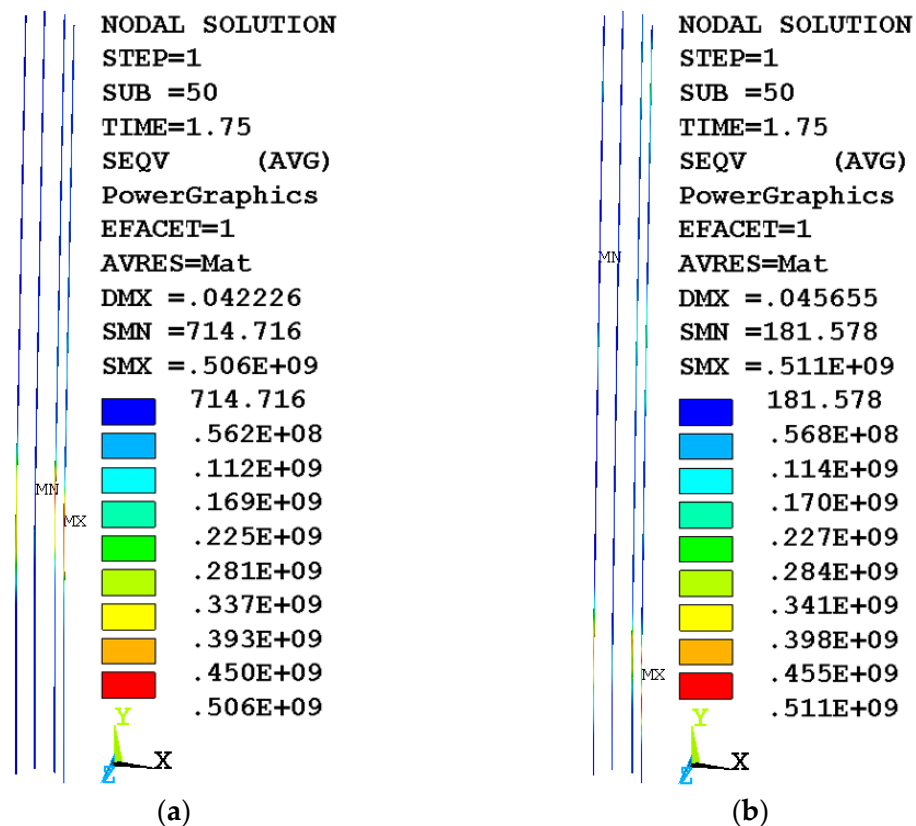 NODAL SOLUTION
STEP=1
SUB =50
TIME=1.75
SEQV (AVG)
PowerGraphics
EFACET=1
AVRES=Mat
DMX =.042226
SMN =714.716
SMX =.506E+09
714.716
.562E+08
.112E+09
.169E+09
.225E+09
.281E+09
.337E+09
.393E+09
.450E+09
.506E+09
MN
MX
Y
X
Z
(a)
NODAL SOLUTION
STEP=1
SUB =50
TIME=1.75
SEQV (AVG)
PowerGraphics
EFACET=1
AVRES=Mat
DMX =.045655
SMN =181.578
SMX =.511E+09
181.578
.568E+08
.114E+09
.170E+09
.227E+09
.284E+09
.341E+09
.398E+09
.455E+09
.511E+09
MN
MX
Y
X
Z
(b)